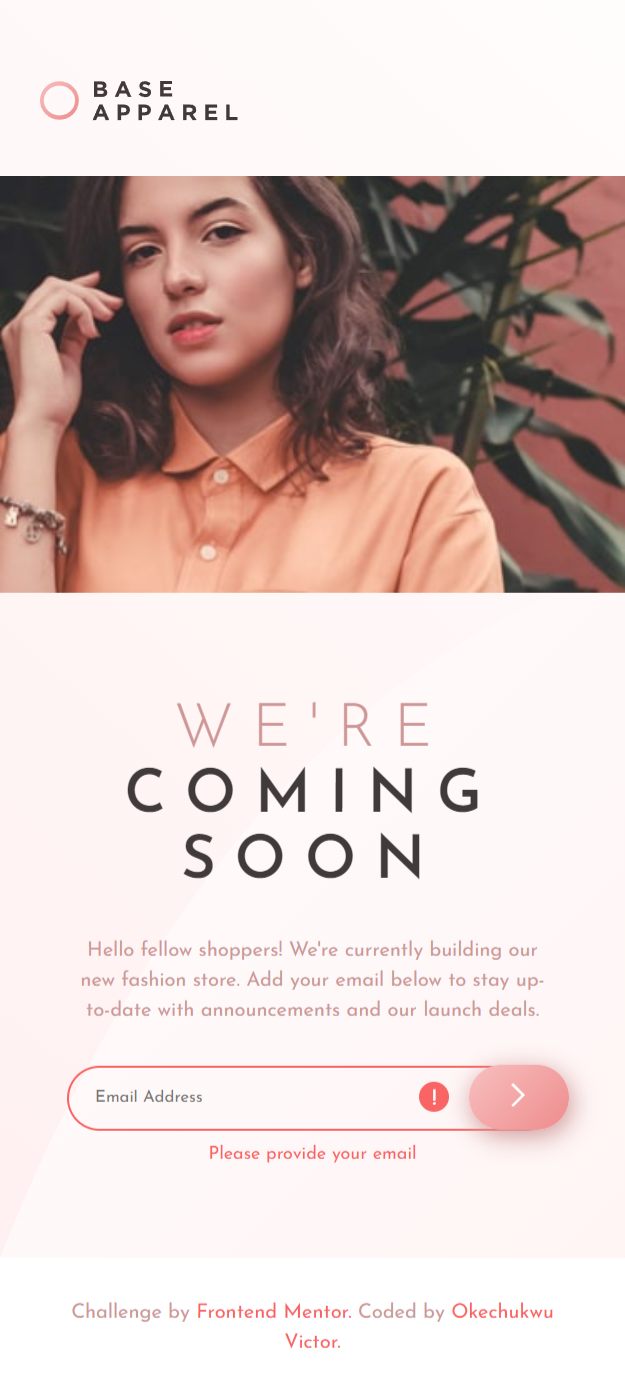 BASE
APPAREL
WE'RE
COMING
SOON
Hello fellow shoppers! We're currently building our
new fashion store. Add your email below to stay up-
to-date with announcements and our launch deals.
Email Address
!
Please provide your email
Challenge by Frontend Mentor. Coded by Okechukwu
Victor.